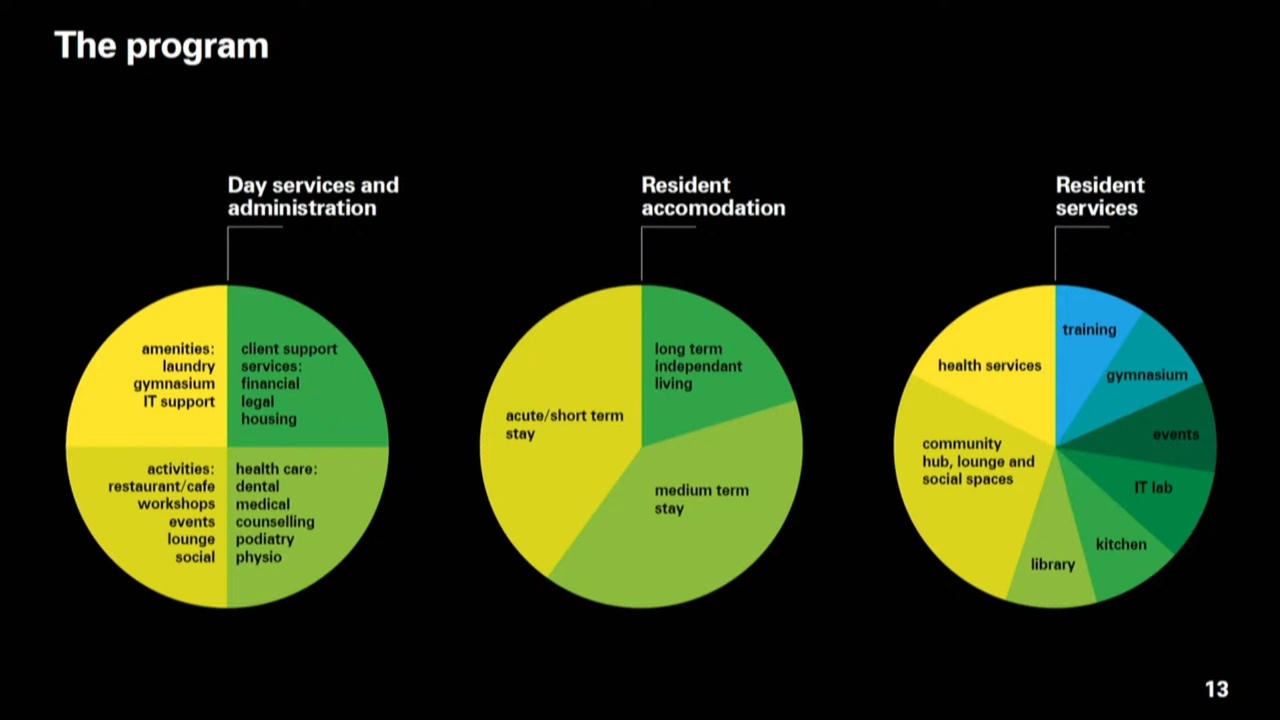 The program
Day services and
administration
amenities:
laundry
gymnasium
IT support
client support
services:
financial
legal
housing
activities:
restaurant/cafe
workshops
events
lounge
social
health care:
dental
medical
counselling
podiatry
physio
Resident
accomodation
long term
independant
living
acute/short term
stay
medium term
stay
Resident
services
training
health services
gymnasium
events
community
hub, lounge and
social spaces
IT lab
kitchen
library
13